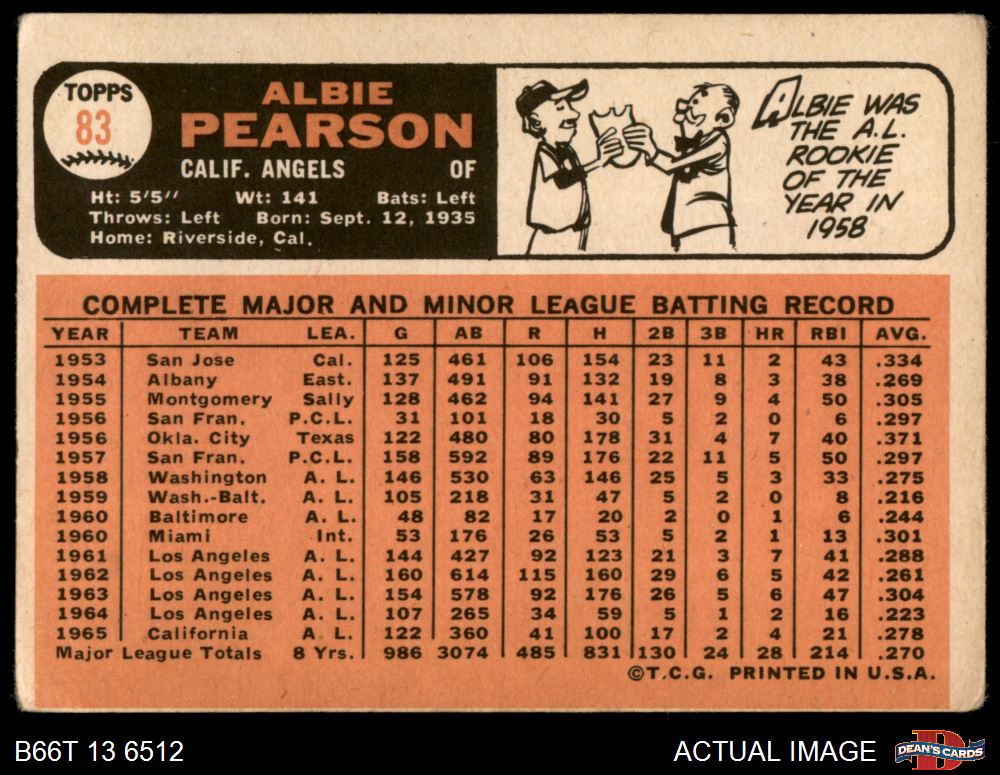 TOPPS
83
ALBIE
PEARSON
CALIF. ANGELS OF
Ht: 5'5" Wt: 141 Bats: Left
Throws: Left Born: Sept. 12, 1935
Home: Riverside, Cal.
ALBIE WAS
THE A.L.
ROOKIE
OF THE
YEAR IN
1958
COMPLETE MAJOR AND MINOR LEAGUE BATTING RECORD
YEAR TEAM LEA. G AB R H 2B 3B HR RBI AVG.
1953 San Jose Cal. 125 461 106 154 23 11 2 43 .334
1954 Albany East. 137 491 91 132 19 8 3 38 .269
1955 Montgomery Sally 128 462 94 141 27 9 4 50 .305
1956 San Fran. P.C.L. 31 101 18 30 5 2 0 6 .297
1956 Okla. City Texas 122 480 80 178 31 4 7 40 .371
1957 San Fran. P.C.L. 158 592 89 176 22 11 5 50 .297
1958 Washington A. L. 146 530 63 146 25 5 3 33 .275
1959 Wash.-Balt. A. L. 105 218 31 47 5 2 0 8 .216
1960 Baltimore A. L. 48 82 17 20 2 0 1 6 .244
1960 Miami Int. 53 176 26 53 5 2 1 13 .301
1961 Los Angeles A. L. 144 427 92 123 21 3 7 41 .288
1962 Los Angeles A. L. 160 614 115 160 29 6 5 42 .261
1963 Los Angeles A. L. 154 578 92 176 26 5 6 47 .304
1964 Los Angeles A. L. 107 265 34 59 5 1 2 16 .223
1965 California A. L. 122 360 41 100 17 2 4 21 .278
Major League Totals 8 Yrs. 986 3074 485 831 130 24 28 214 .270
©T.C.G. PRINTED IN U.S.A.
B66T 13 6512 ACTUAL IMAGE DEAN'S CARDS